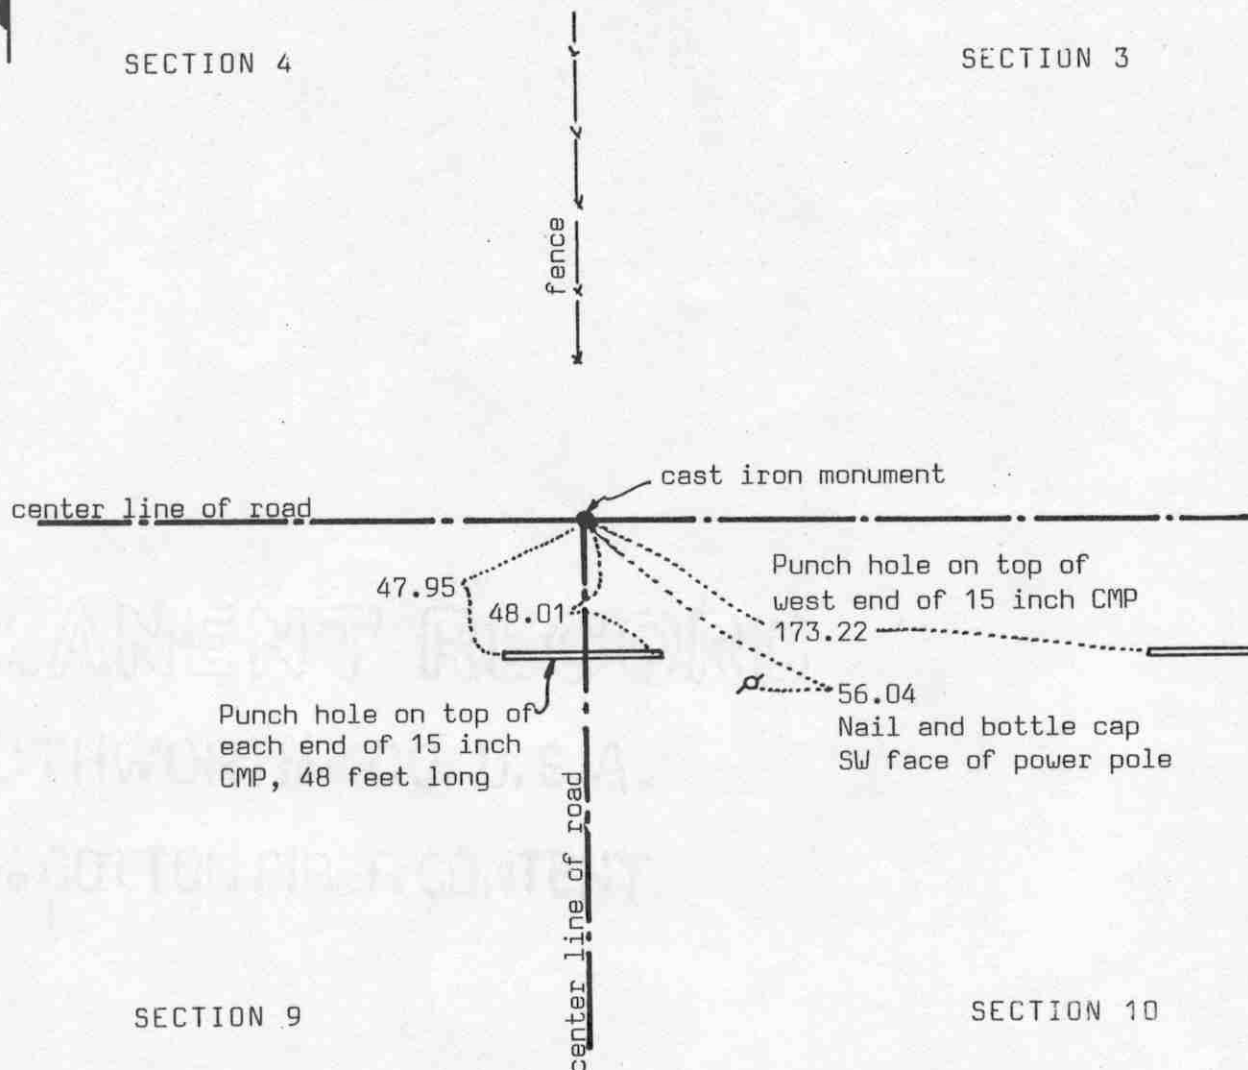 SECTION 4
SECTION 3
fence
cast iron monument
center line of road
47.95
48.01
Punch hole on top of
west end of 15 inch CMP
173.22
56.04
Nail and bottle cap
SW face of power pole
Punch hole on top of
each end of 15 inch
CMP, 48 feet long
center line of road
SECTION 9
SECTION 10